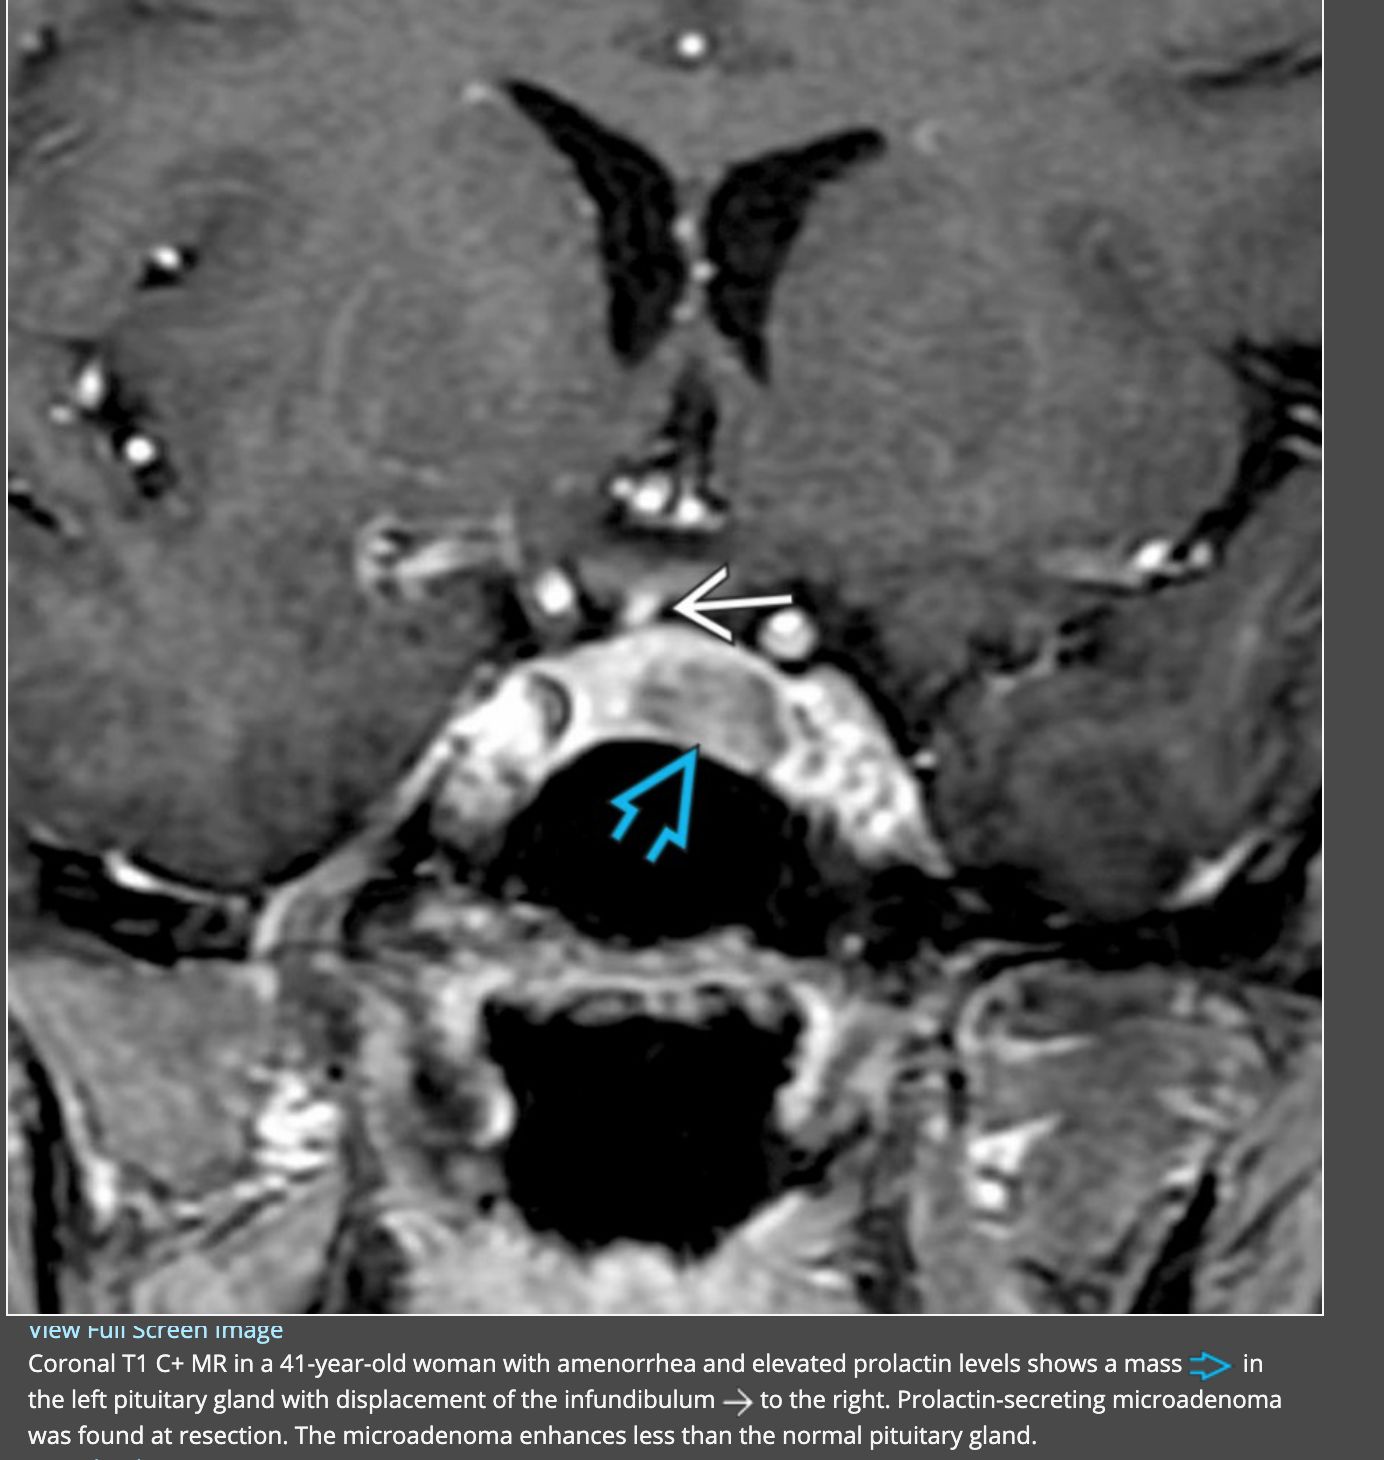 View Full Screen Image
Coronal T1 C+ MR in a 41-year-old woman with amenorrhea and elevated prolactin levels shows a mass in
the left pituitary gland with displacement of the infundibulum to the right. Prolactin-secreting microadenoma
was found at resection. The microadenoma enhances less than the normal pituitary gland.